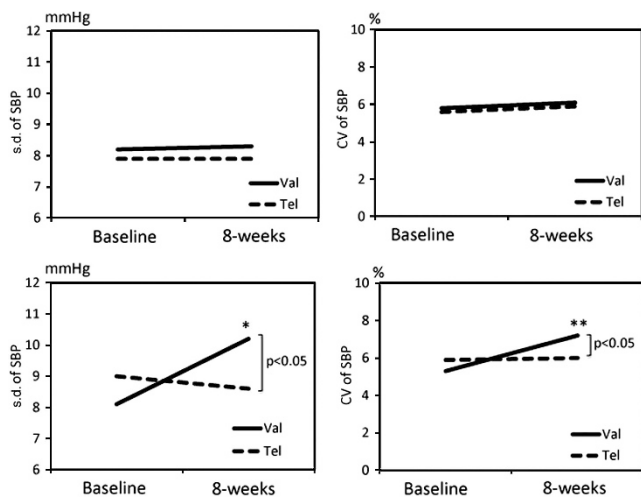 mmHg
12
11
10
9
8
7
6
s.d. of SBP
Val
Tel
Baseline 8-weeks
%
10
8
6
4
2
0
CV of SBP
Val
Tel
Baseline 8-weeks
mmHg
12
11
10
9
8
7
6
s.d. of SBP
*
p<0.05
Val
Tel
Baseline 8-weeks
%
10
8
6
4
2
0
CV of SBP
**
p<0.05
Val
Tel
Baseline 8-weeks